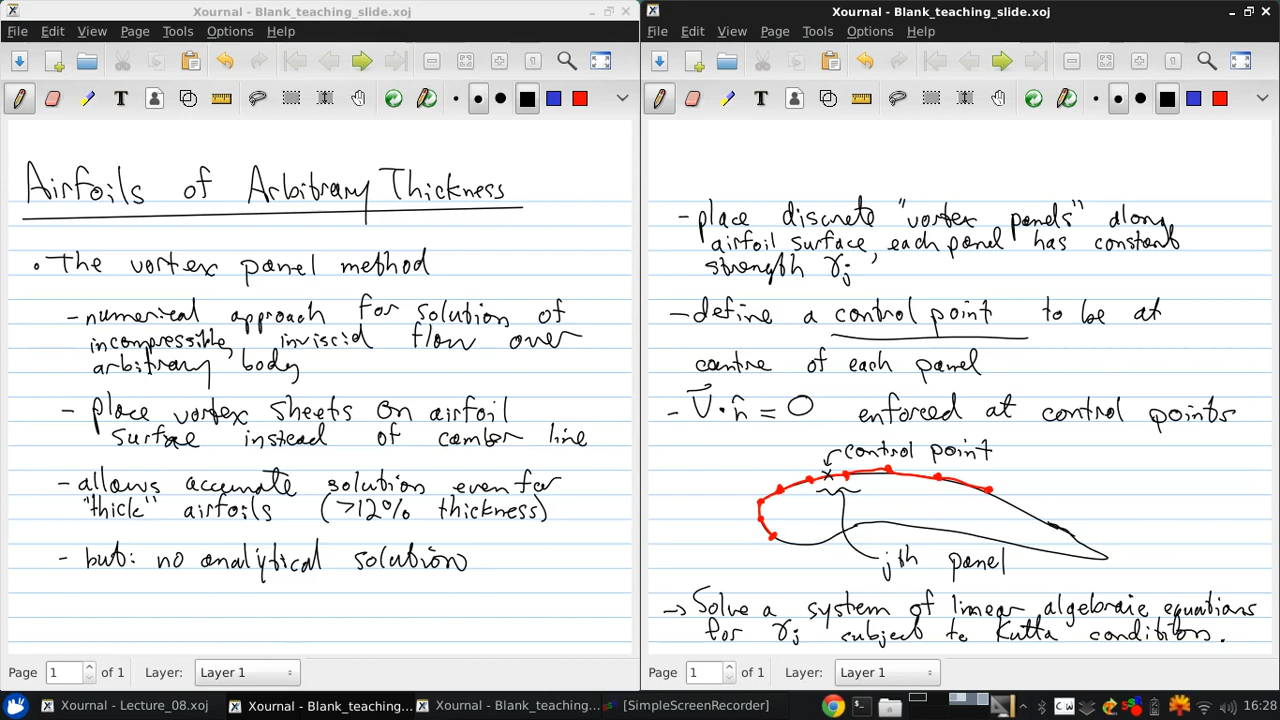 Xournal - Blank_teaching_slide.xoj
File Edit View Page Tools Options Help
Airfoils of Arbitrary Thickness
• The vortex panel method
- numerical approach for solution of
incompressible, inviscid flow over
arbitrary body
- place vortex sheets on airfoil
surface instead of camber line
- allows accurate solution even for
"thick" airfoils (>12% thickness)
- but: no analytical solution
Page 1 of 1 Layer: Layer 1
Xournal - Blank_teaching_slide.xoj
File Edit View Page Tools Options Help
- place discrete "vortex panels" along
airfoil surface, each panel has constant
strength γj
- define a control point to be at
centre of each panel
- V⃗·n̂ = 0 enforced at control points
control point
jth panel
→ Solve a system of linear algebraic equations
for γj subject to Kutta condition.
Page 1 of 1 Layer: Layer 1
Xournal - Lecture_08.xoj
Xournal - Blank_teaching...
Xournal - Blank_teaching...
[SimpleScreenRecorder]
16:28